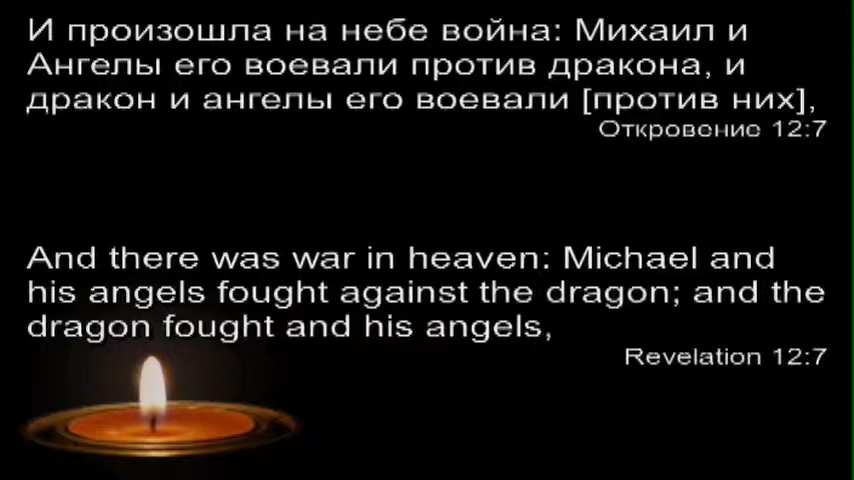 И произошла на небе война: Михаил и
Ангелы его воевали против дракона, и
дракон и ангелы его воевали [против них],
Откровение 12:7
And there was war in heaven: Michael and
his angels fought against the dragon; and the
dragon fought and his angels,
Revelation 12:7